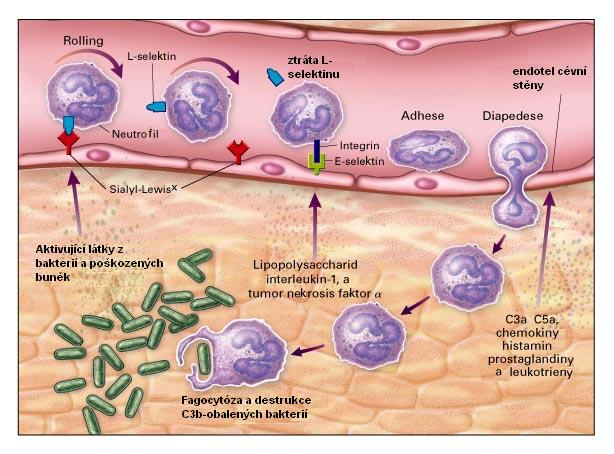 Rolling
L-selektin
ztráta L-
selektinu
endotel cévní
stěny
Neutrofil
Adhese
Diapedese
Integrin
E-selektin
Sialyl-Lewisˣ
Aktivující látky z
bakterií a poškozených
buněk
Lipopolysaccharid
interleukin-1, a
tumor nekrosis faktor α
C3a C5a,
chemokiny
histamin
prostaglandiny
a leukotrieny
Fagocytóza a destrukce
C3b-obalených bakterií